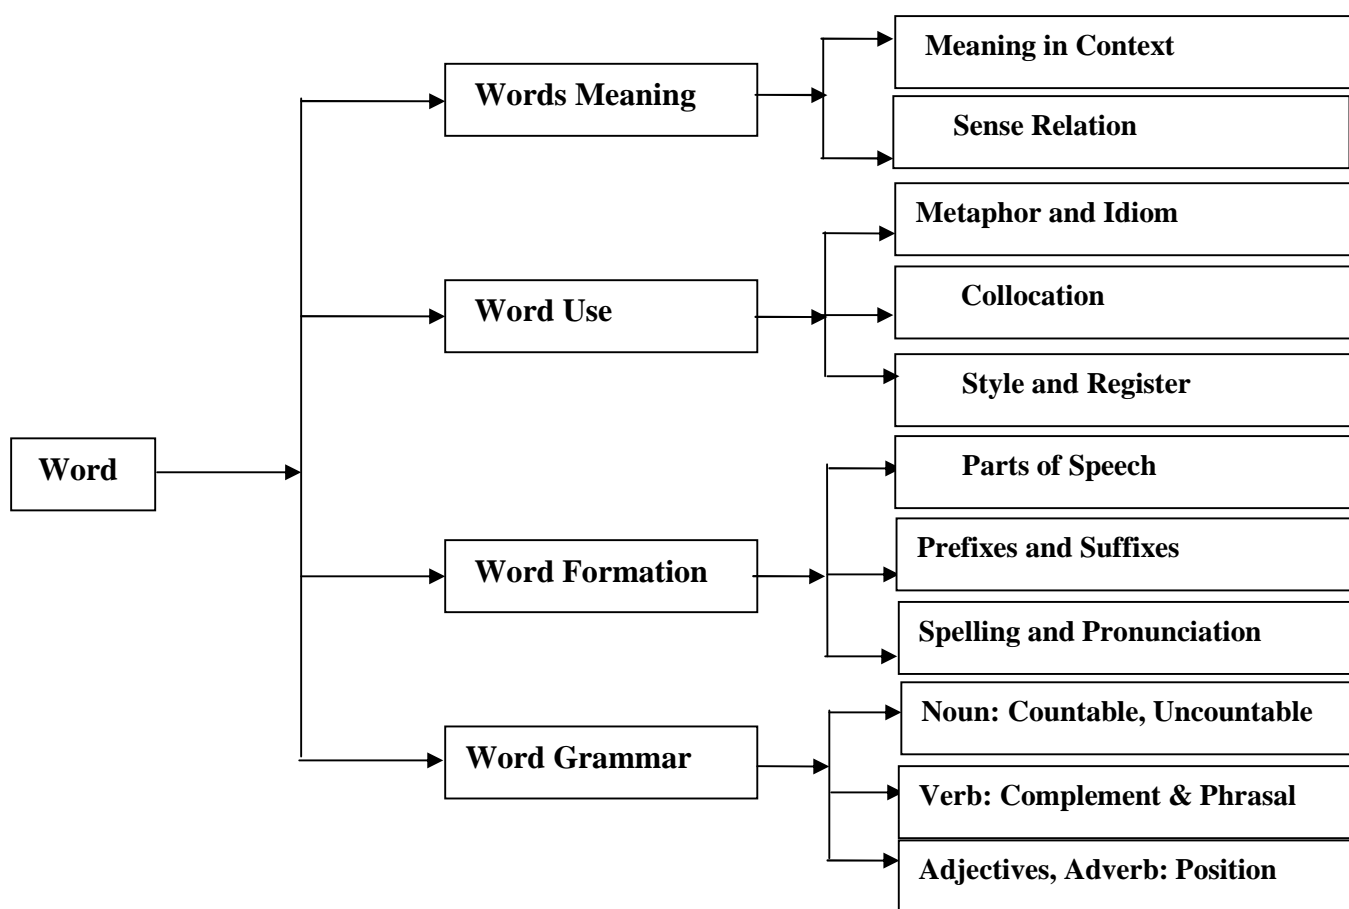 Word
Words Meaning
Meaning in Context
Sense Relation
Word Use
Metaphor and Idiom
Collocation
Style and Register
Word Formation
Parts of Speech
Prefixes and Suffixes
Spelling and Pronunciation
Word Grammar
Noun: Countable, Uncountable
Verb: Complement & Phrasal
Adjectives, Adverb: Position